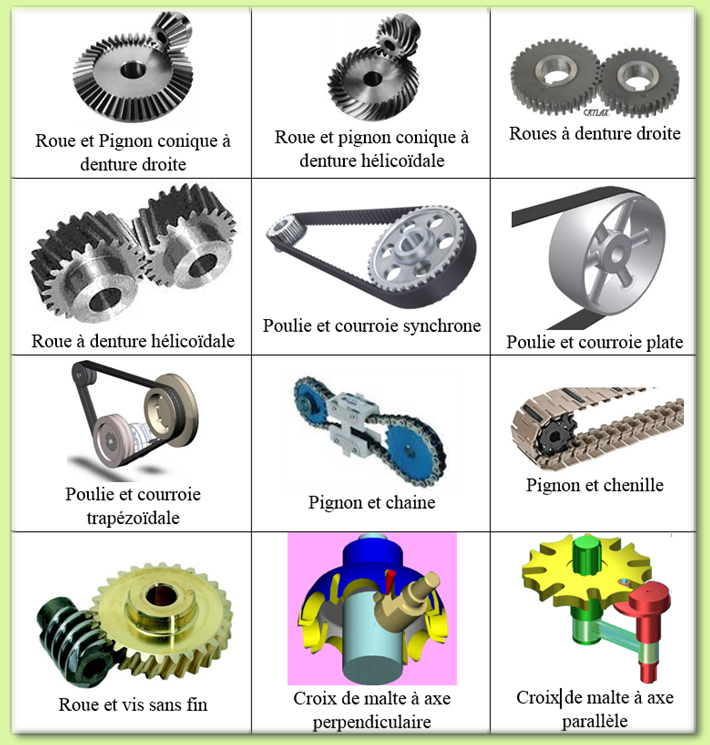 Roue et Pignon conique à
denture droite
Roue et pignon conique à
denture hélicoïdale
CATLAX
Roues à denture droite
Roue à denture hélicoïdale
Poulie et courroie synchrone
Poulie et courroie plate
Poulie et courroie
trapézoïdale
Pignon et chaine
Pignon et chenille
Roue et vis sans fin
Croix de malte à axe
perpendiculaire
Croix de malte à axe
parallèle